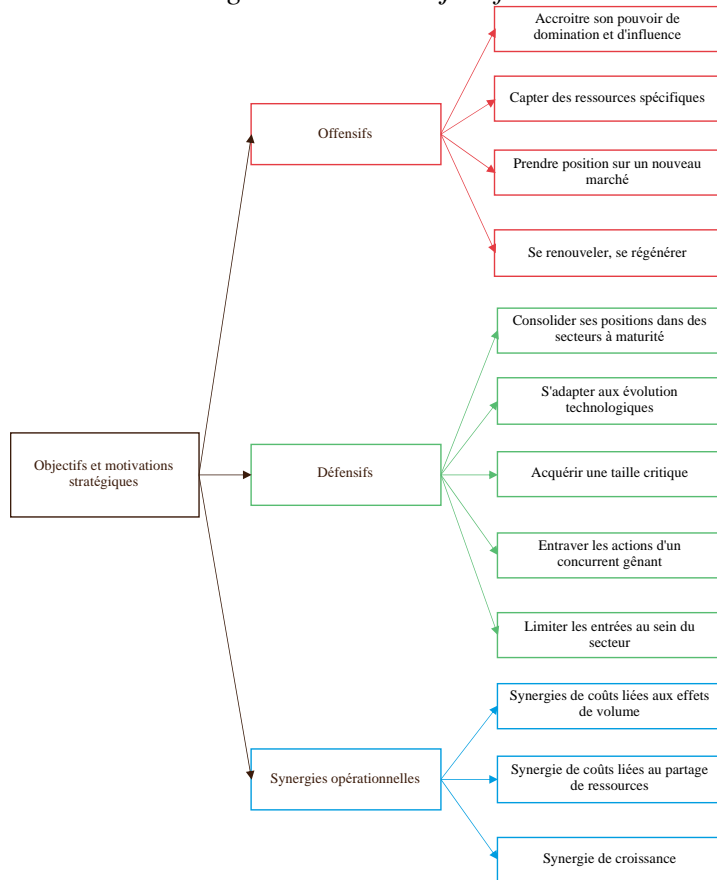 Accroitre son pouvoir de
domination et d'influence
Capter des ressources spécifiques
Offensifs
Prendre position sur un nouveau
marché
Se renouveler, se régénérer
Consolider ses positions dans des
secteurs à maturité
S'adapter aux évolution
technologiques
Objectifs et motivations
stratégiques
Défensifs
Acquérir une taille critique
Entraver les actions d'un
concurrent gênant
Limiter les entrées au sein du
secteur
Synergies de coûts liées aux effets
de volume
Synergies opérationnelles
Synergie de coûts liées au partage
de ressources
Synergie de croissance